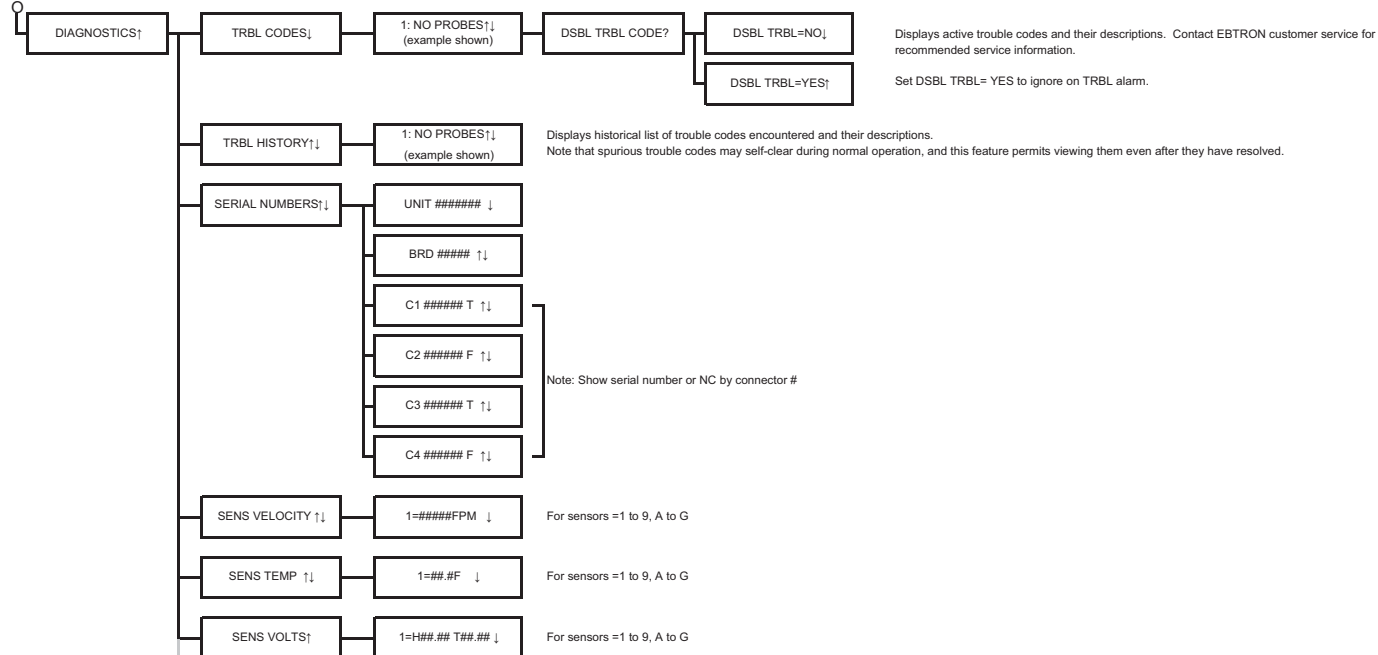 O
DIAGNOSTICS↑
TRBL CODES↓
1: NO PROBES↑↓
(example shown)
DSBL TRBL CODE?
DSBL TRBL=NO↓
Displays active trouble codes and their descriptions.  Contact EBTRON customer service for
recommended service information.
DSBL TRBL=YES↑
Set DSBL TRBL= YES to ignore on TRBL alarm.
TRBL HISTORY↑↓
1: NO PROBES↑↓
(example shown)
Displays historical list of trouble codes encountered and their descriptions.
Note that spurious trouble codes may self-clear during normal operation, and this feature permits viewing them even after they have resolved.
SERIAL NUMBERS↑↓
UNIT ####### ↓
BRD ##### ↑↓
C1 ###### T ↑↓
C2 ###### F ↑↓
Note: Show serial number or NC by connector #
C3 ###### T ↑↓
C4 ###### F ↑↓
SENS VELOCITY ↑↓
1=#####FPM ↓
For sensors =1 to 9, A to G
SENS TEMP ↑↓
1=##.#F ↓
For sensors =1 to 9, A to G
SENS VOLTS↑
1=H##.## T##.## ↓
For sensors =1 to 9, A to G